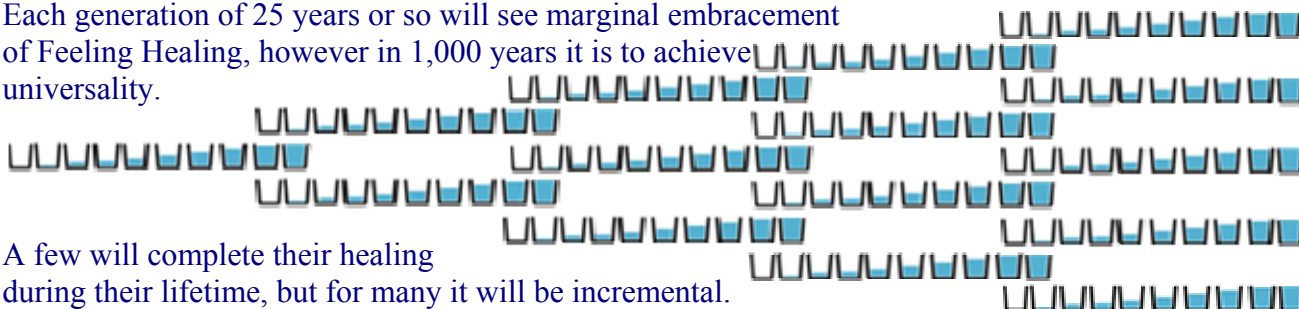 Each generation of 25 years or so will see marginal embracement
of Feeling Healing, however in 1,000 years it is to achieve
universality.
A few will complete their healing
during their lifetime, but for many it will be incremental.